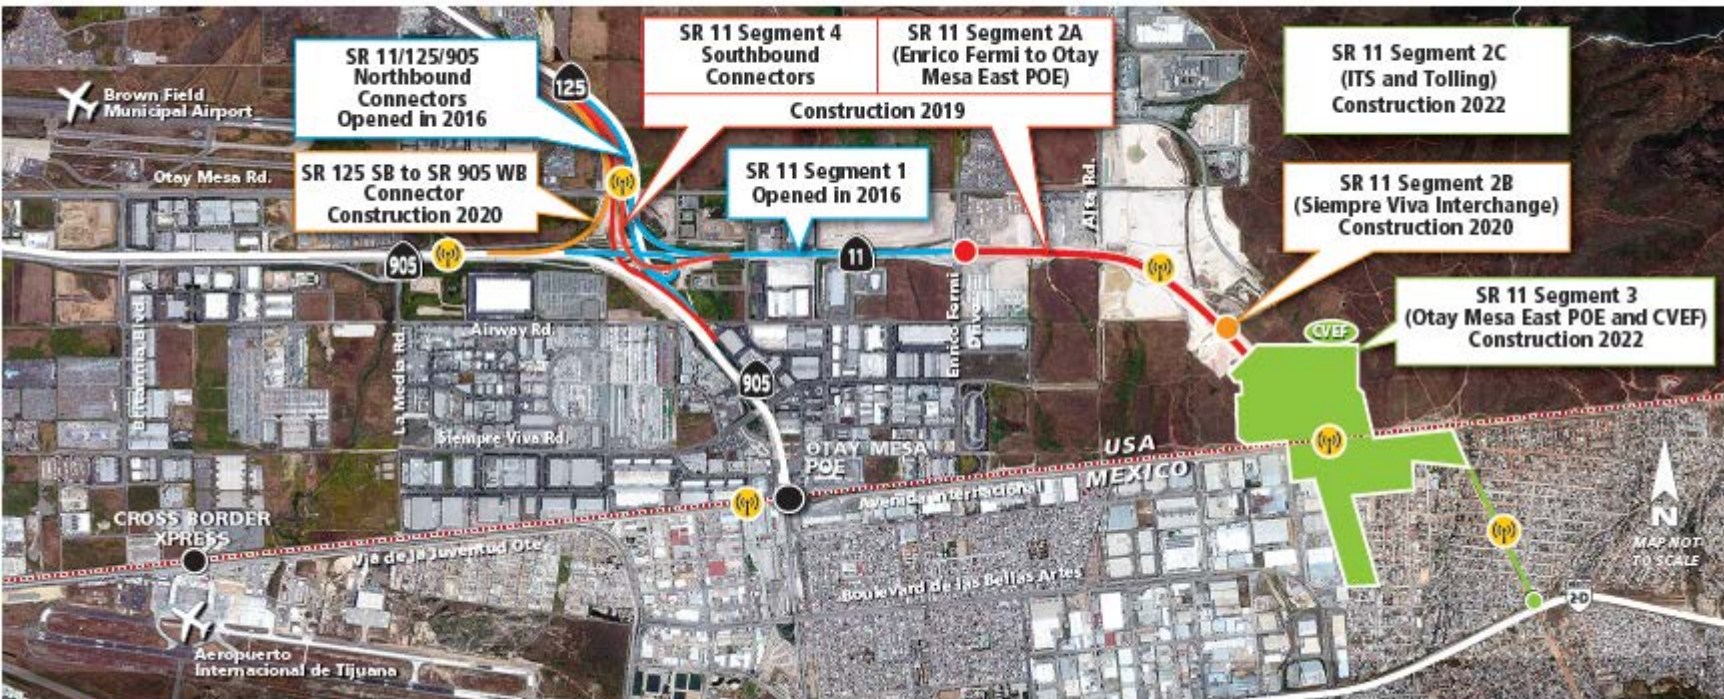 SR 11/125/905
Northbound
Connectors
Opened in 2016
125
SR 11 Segment 4
Southbound
Connectors
SR 11 Segment 2A
(Enrico Fermi to Otay
Mesa East POE)
Construction 2019
SR 11 Segment 2C
(ITS and Tolling)
Construction 2022
Brown Field
Municipal Airport
Otay Mesa Rd.
SR 125 SB to SR 905 WB
Connector
Construction 2020
SR 11 Segment 1
Opened in 2016
Alta Rd.
SR 11 Segment 2B
(Siempre Viva Interchange)
Construction 2020
905
11
Enrico Fermi
Drive
SR 11 Segment 3
(Otay Mesa East POE and CVEF)
Construction 2022
CVEF
Britannia Blvd.
La Media Rd.
Airway Rd.
905
Siempre Viva Rd.
OTAY MESA
POE
USA
MEXICO
Avenida Internacional
CROSS BORDER
XPRESS
Via de la Juventud Ote
Boulevard de las Bellas Artes
N
MAP NOT
TO SCALE
2-D
Aeropuerto
Internacional de Tijuana